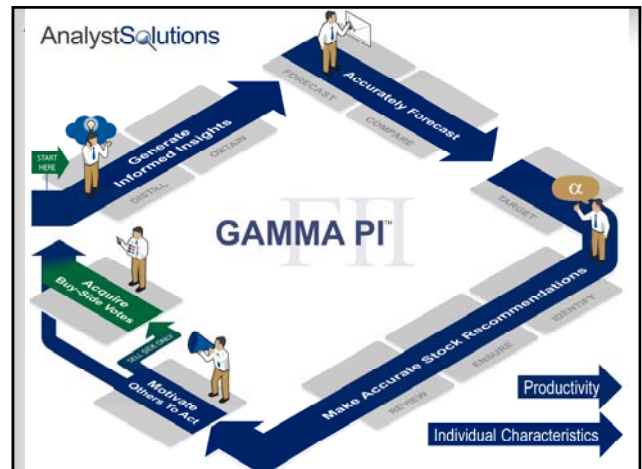 AnalystSolutions
START
HERE
Generate
Informed Insights
DISTILL
OBTAIN
FORECAST
Accurately Forecast
COMPARE
TARGET
α
GAMMA PI™
ΓΠ
Acquire
Buy-Side Votes
SELL SIDE ONLY
Motivate
Others To Act
Make Accurate Stock Recommendations
REVIEW
ENSURE
IDENTIFY
Productivity
Individual Characteristics